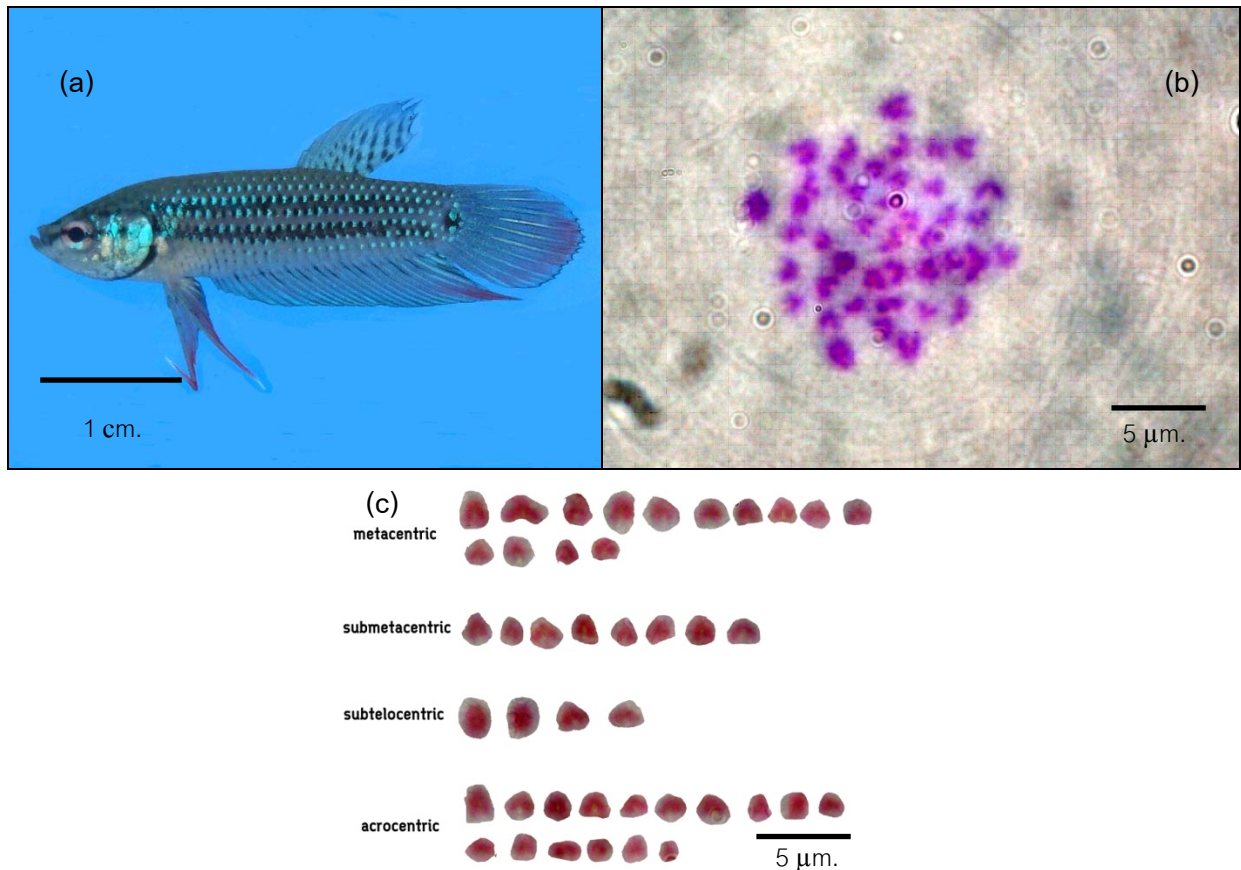 (a)
1 cm.
(b)
5 μm.
(c)
metacentric
submetacentric
subtelocentric
acrocentric
5 μm.